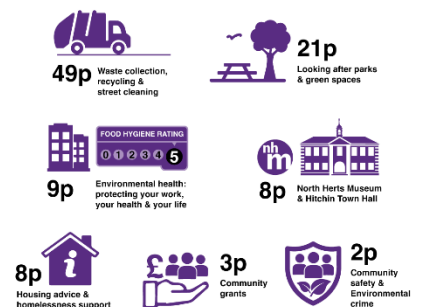 49p Waste collection,
recycling &
street cleaning
21p
Looking after parks
& green spaces
FOOD HYGIENE RATING
0 1 2 3 4 5
9p Environmental health:
protecting your work,
your health & your life
nh
m
8p North Herts Museum
& Hitchin Town Hall
i
8p
Housing advice &
homelessness support
£
3p
Community
grants
2p
Community
safety &
Environmental
crime